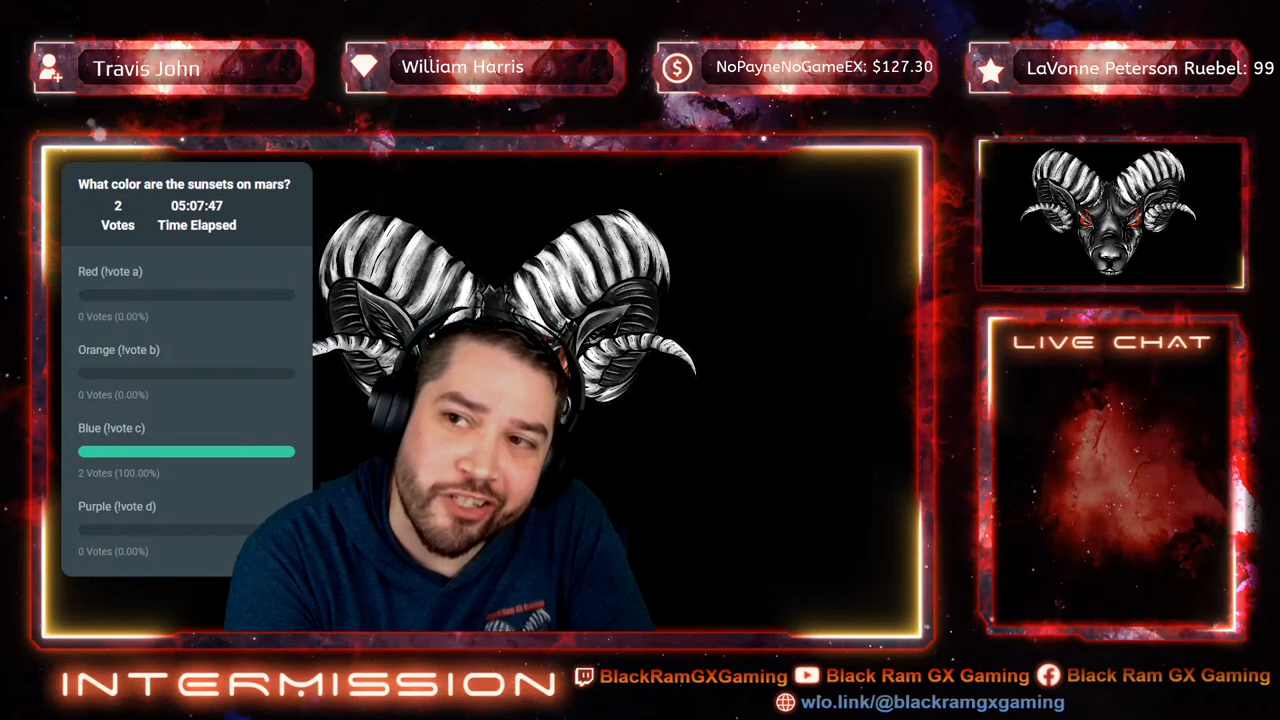 Travis John
William Harris
NoPayneNoGameEX: $127.30
LaVonne Peterson Ruebel: 99
What color are the sunsets on mars?
2 05:07:47
Votes Time Elapsed
Red (!vote a)
0 Votes (0.00%)
Orange (!vote b)
0 Votes (0.00%)
Blue (!vote c)
2 Votes (100.00%)
Purple (!vote d)
0 Votes (0.00%)
LIVE CHAT
INTERMISSION
BlackRamGXGaming
Black Ram GX Gaming
Black Ram GX Gaming
wlo.link/@blackramgxgaming